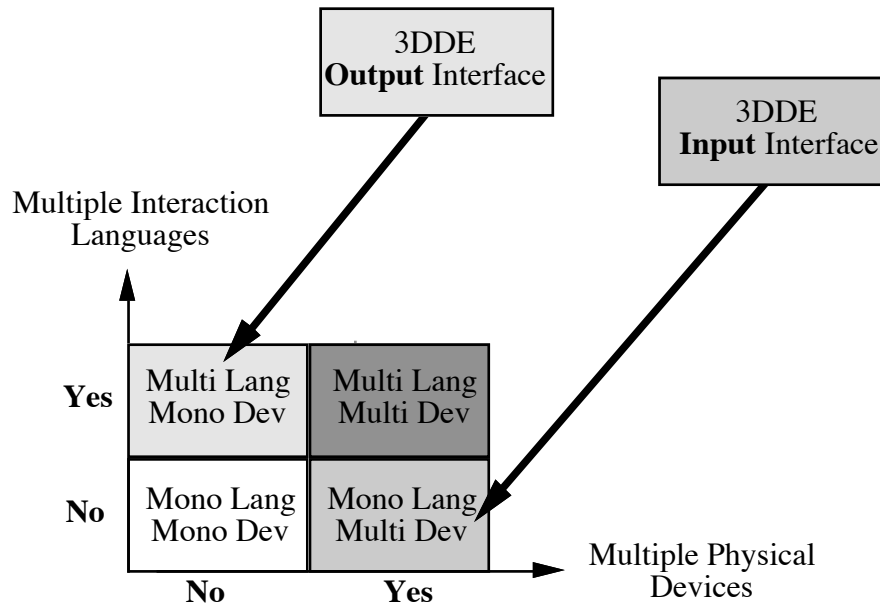 3DDE
Output Interface
3DDE
Input Interface
Multiple Interaction
Languages
Yes
Multi Lang
Mono Dev
Multi Lang
Multi Dev
No
Mono Lang
Mono Dev
Mono Lang
Multi Dev
No
Yes
Multiple Physical
Devices